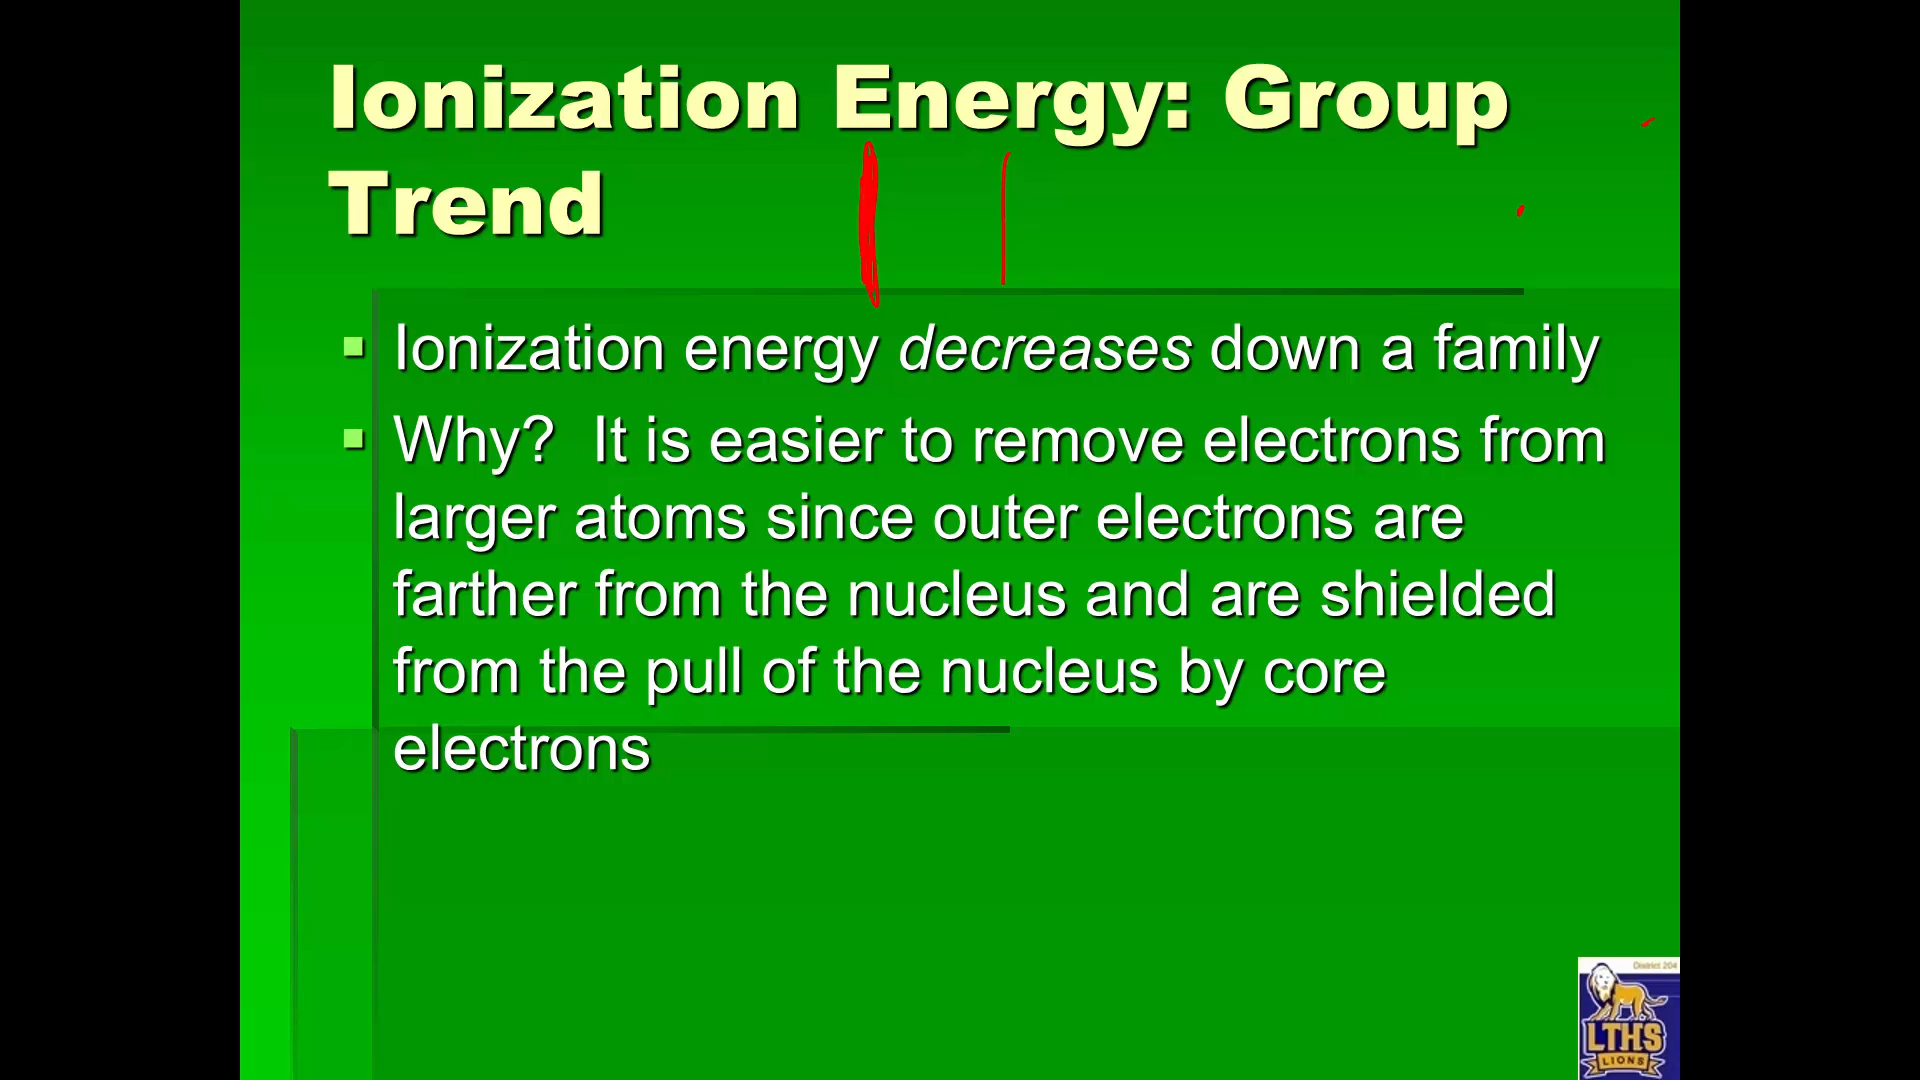 Ionization Energy: Group
Trend
Ionization energy decreases down a family
Why? It is easier to remove electrons from
larger atoms since outer electrons are
farther from the nucleus and are shielded
from the pull of the nucleus by core
electrons
District 204
LTHS
LIONS